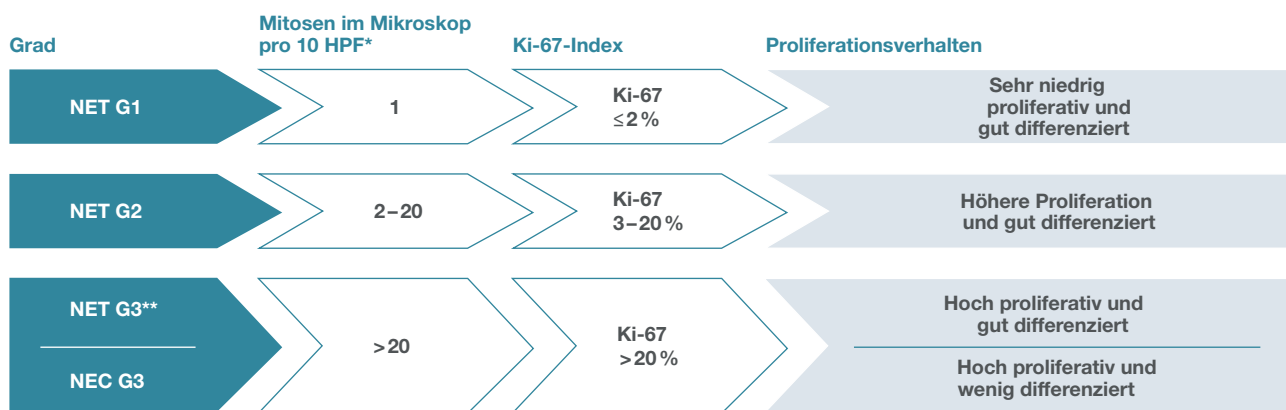 Grad
Mitosen im Mikroskop
pro 10 HPF*
Ki-67-Index
Proliferationsverhalten
NET G1
1
Ki-67
≤ 2 %
Sehr niedrig
proliferativ und
gut differenziert
NET G2
2–20
Ki-67
3–20 %
Höhere Proliferation
und gut differenziert
NET G3**
NEC G3
>20
Ki-67
>20 %
Hoch proliferativ und
gut differenziert
Hoch proliferativ und
wenig differenziert